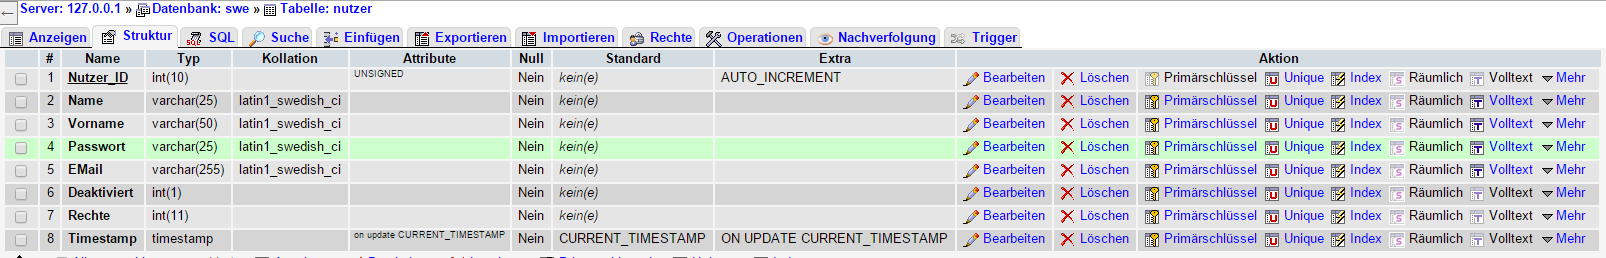 Server: 127.0.0.1 » Datenbank: swe » Tabelle: nutzer
Anzeigen Struktur SQL Suche Einfügen Exportieren Importieren Rechte Operationen Nachverfolgung Trigger
# Name Typ Kollation Attribute Null Standard Extra Aktion
1 Nutzer_ID int(10) UNSIGNED Nein kein(e) AUTO_INCREMENT Bearbeiten Löschen Primärschlüssel Unique Index Räumlich Volltext Mehr
2 Name varchar(25) latin1_swedish_ci Nein kein(e) Bearbeiten Löschen Primärschlüssel Unique Index Räumlich Volltext Mehr
3 Vorname varchar(50) latin1_swedish_ci Nein kein(e) Bearbeiten Löschen Primärschlüssel Unique Index Räumlich Volltext Mehr
4 Passwort varchar(25) latin1_swedish_ci Nein kein(e) Bearbeiten Löschen Primärschlüssel Unique Index Räumlich Volltext Mehr
5 EMail varchar(255) latin1_swedish_ci Nein kein(e) Bearbeiten Löschen Primärschlüssel Unique Index Räumlich Volltext Mehr
6 Deaktiviert int(1) Nein kein(e) Bearbeiten Löschen Primärschlüssel Unique Index Räumlich Volltext Mehr
7 Rechte int(11) Nein kein(e) Bearbeiten Löschen Primärschlüssel Unique Index Räumlich Volltext Mehr
8 Timestamp timestamp on update CURRENT_TIMESTAMP Nein CURRENT_TIMESTAMP ON UPDATE CURRENT_TIMESTAMP Bearbeiten Löschen Primärschlüssel Unique Index Räumlich Volltext Mehr